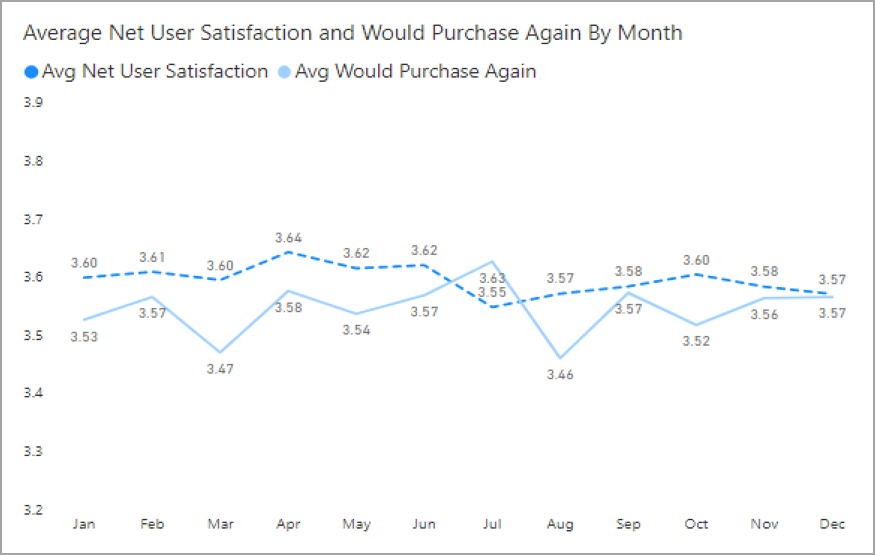 Average Net User Satisfaction and Would Purchase Again By Month
Avg Net User Satisfaction Avg Would Purchase Again
3.9
3.8
3.7
3.6
3.5
3.4
3.3
3.2
3.60 3.61 3.60 3.64 3.62 3.62 3.55 3.57 3.58 3.60 3.58 3.57
3.53 3.57 3.47 3.58 3.54 3.57 3.63 3.46 3.57 3.52 3.56 3.57
Jan Feb Mar Apr May Jun Jul Aug Sep Oct Nov Dec